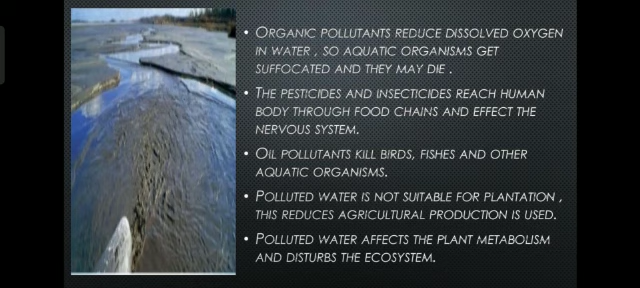 • ORGANIC POLLUTANTS REDUCE DISSOLVED OXYGEN
IN WATER , SO AQUATIC ORGANISMS GET
SUFFOCATED AND THEY MAY DIE .
• THE PESTICIDES AND INSECTICIDES REACH HUMAN
BODY THROUGH FOOD CHAINS AND EFFECT THE
NERVOUS SYSTEM.
• OIL POLLUTANTS KILL BIRDS, FISHES AND OTHER
AQUATIC ORGANISMS.
• POLLUTED WATER IS NOT SUITABLE FOR PLANTATION ,
THIS REDUCES AGRICULTURAL PRODUCTION IS USED.
• POLLUTED WATER AFFECTS THE PLANT METABOLISM
AND DISTURBS THE ECOSYSTEM.